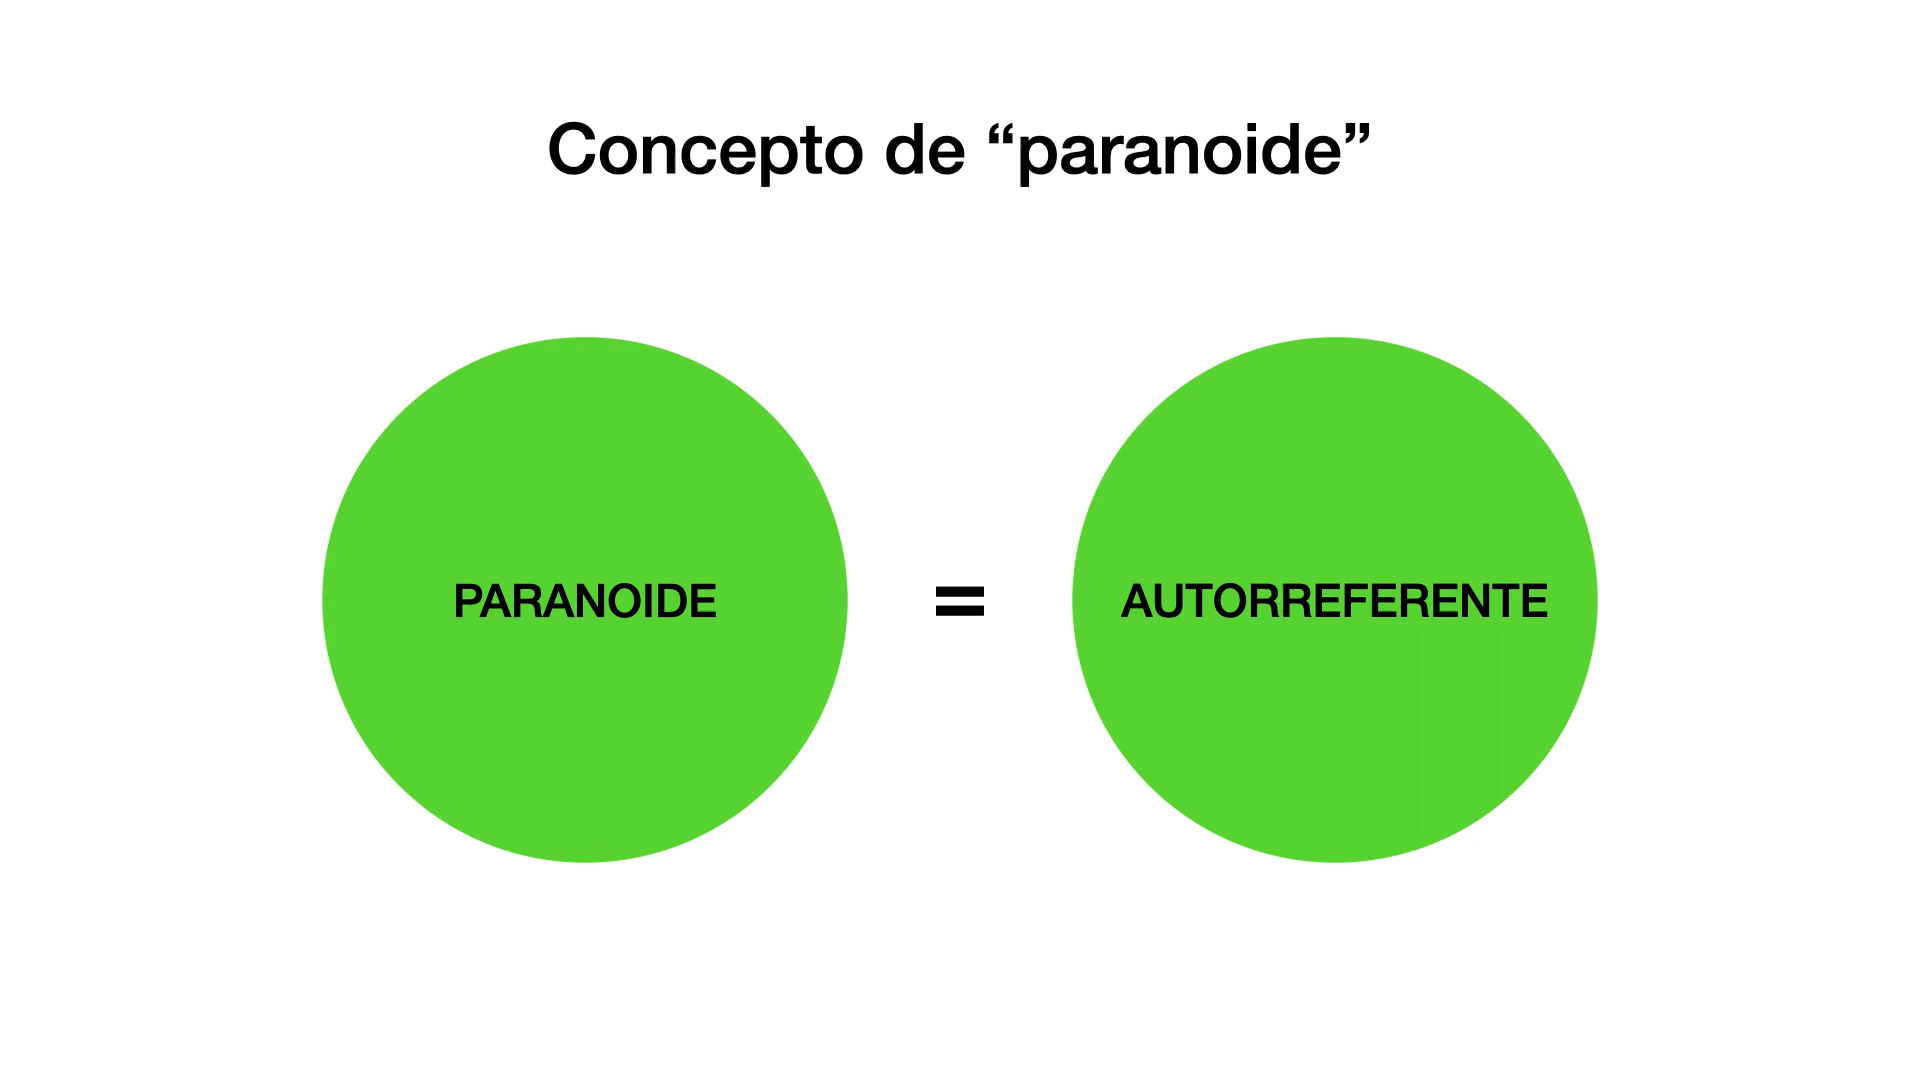 Concepto de “paranoide”
PARANOIDE = AUTORREFERENTE